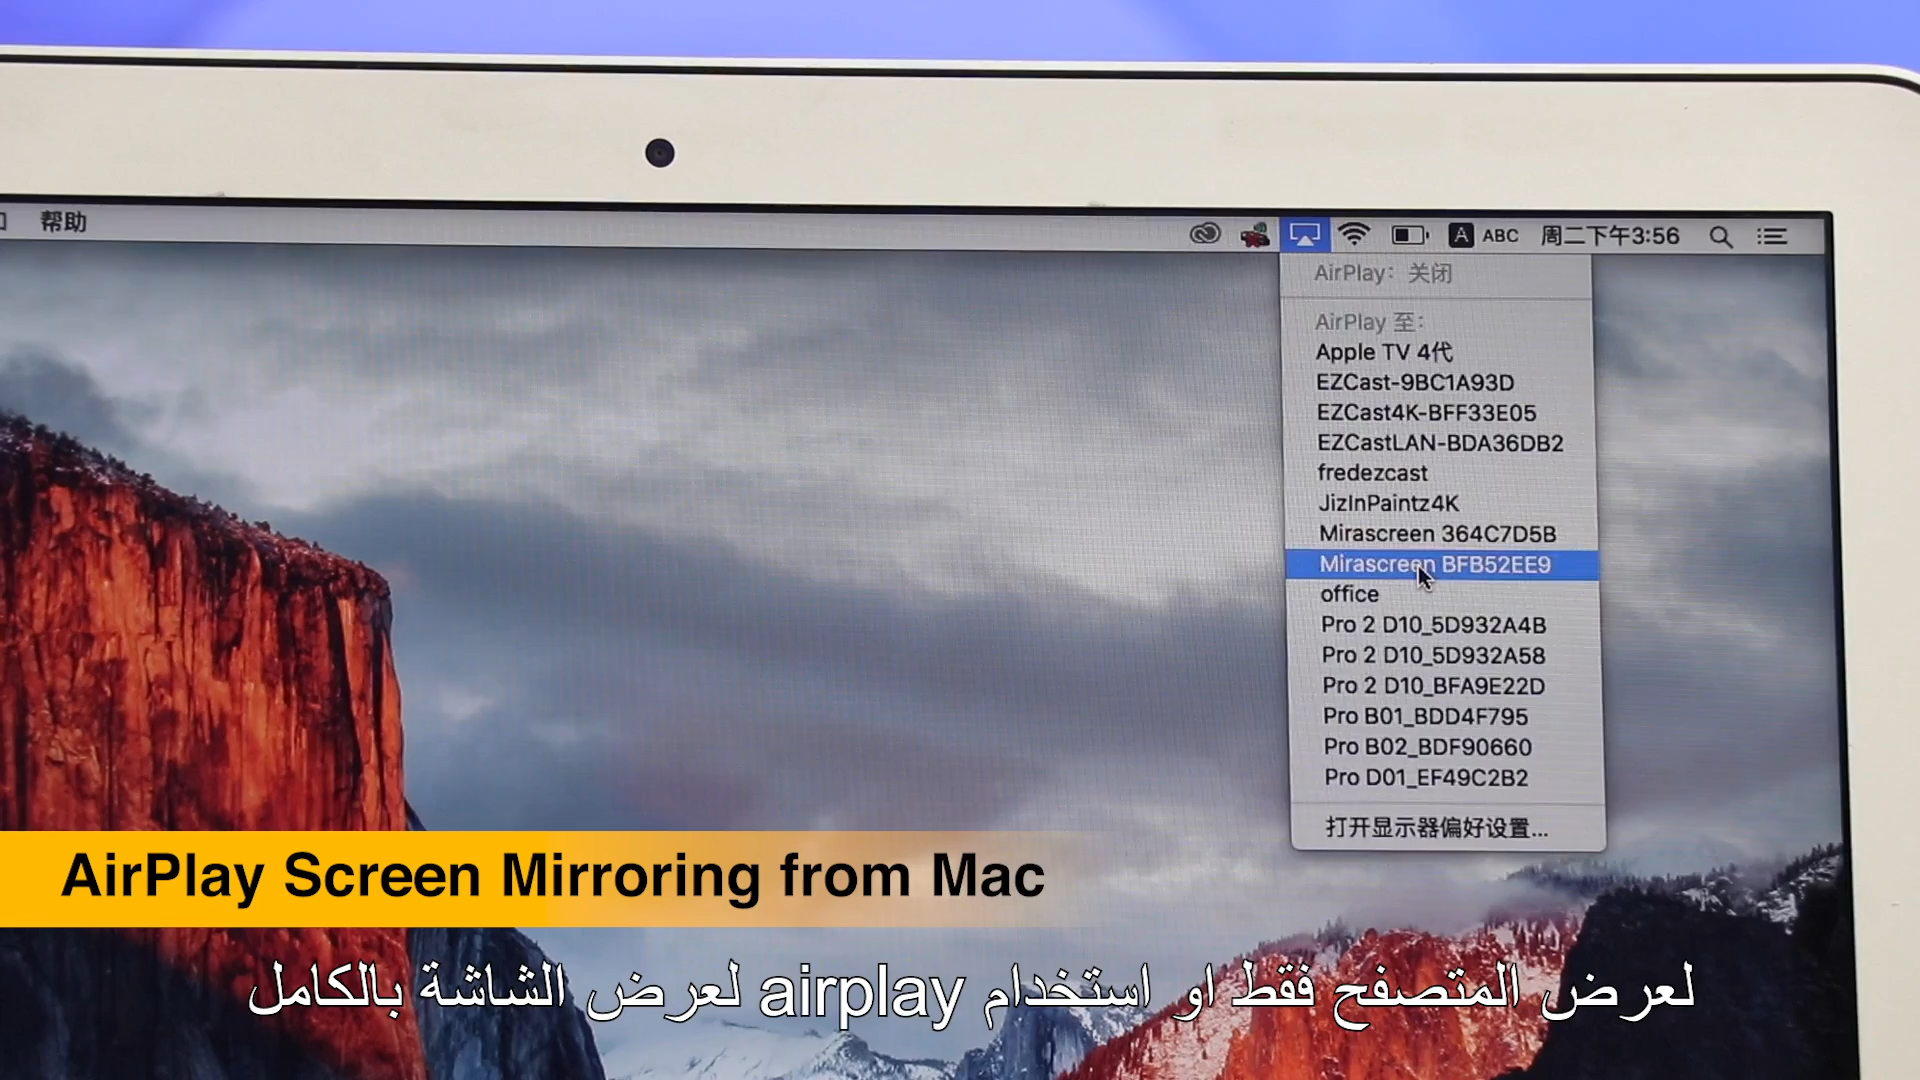 帮助
ABC 周二下午3:56
AirPlay：关闭
AirPlay 至：
Apple TV 4代
EZCast-9BC1A93D
EZCast4K-BFF33E05
EZCastLAN-BDA36DB2
fredezcast
JizInPaintz4K
Mirascreen 364C7D5B
Mirascreen BFB52EE9
office
Pro 2 D10_5D932A4B
Pro 2 D10_5D932A58
Pro 2 D10_BFA9E22D
Pro B01_BDD4F795
Pro B02_BDF90660
Pro D01_EF49C2B2
打开显示器偏好设置...
AirPlay Screen Mirroring from Mac
لعرض المتصفح فقط او استخدام airplay لعرض الشاشة بالكامل